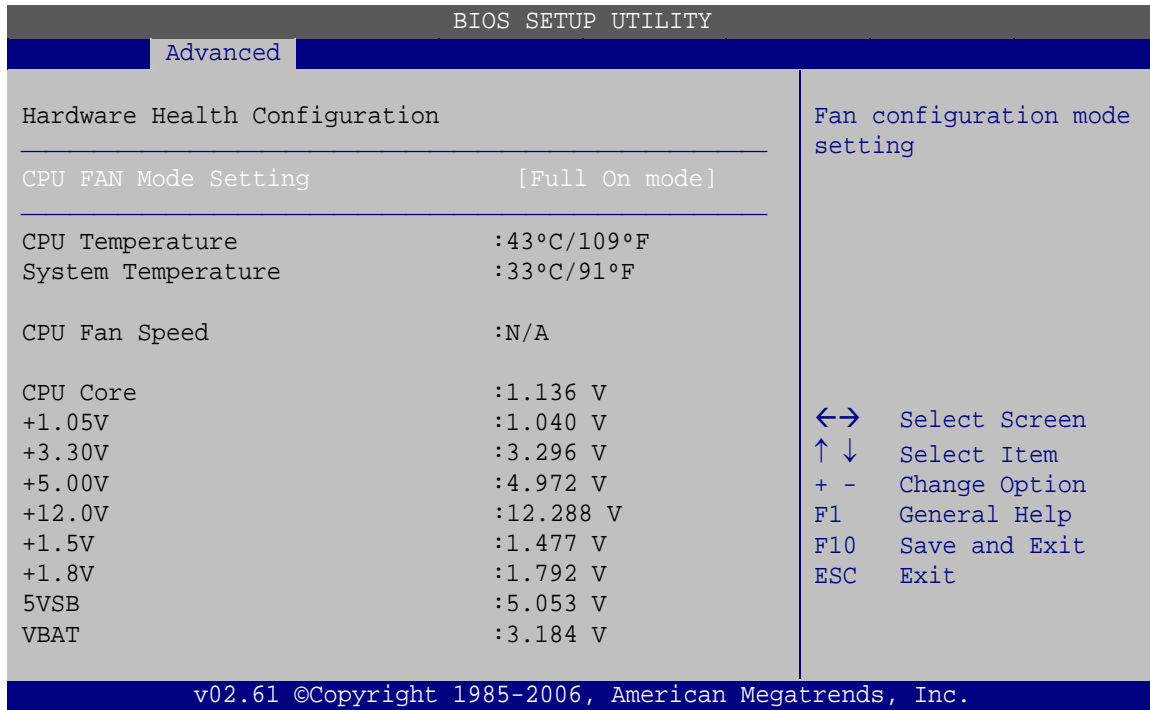 BIOS SETUP UTILITY
Advanced
Hardware Health Configuration
CPU FAN Mode Setting [Full On mode]
CPU Temperature :43ºC/109ºF
System Temperature :33ºC/91ºF
CPU Fan Speed :N/A
CPU Core :1.136 V
+1.05V :1.040 V
+3.30V :3.296 V
+5.00V :4.972 V
+12.0V :12.288 V
+1.5V :1.477 V
+1.8V :1.792 V
5VSB :5.053 V
VBAT :3.184 V
Fan configuration mode
setting
←→ Select Screen
↑↓ Select Item
+ - Change Option
F1 General Help
F10 Save and Exit
ESC Exit
v02.61 ©Copyright 1985-2006, American Megatrends, Inc.